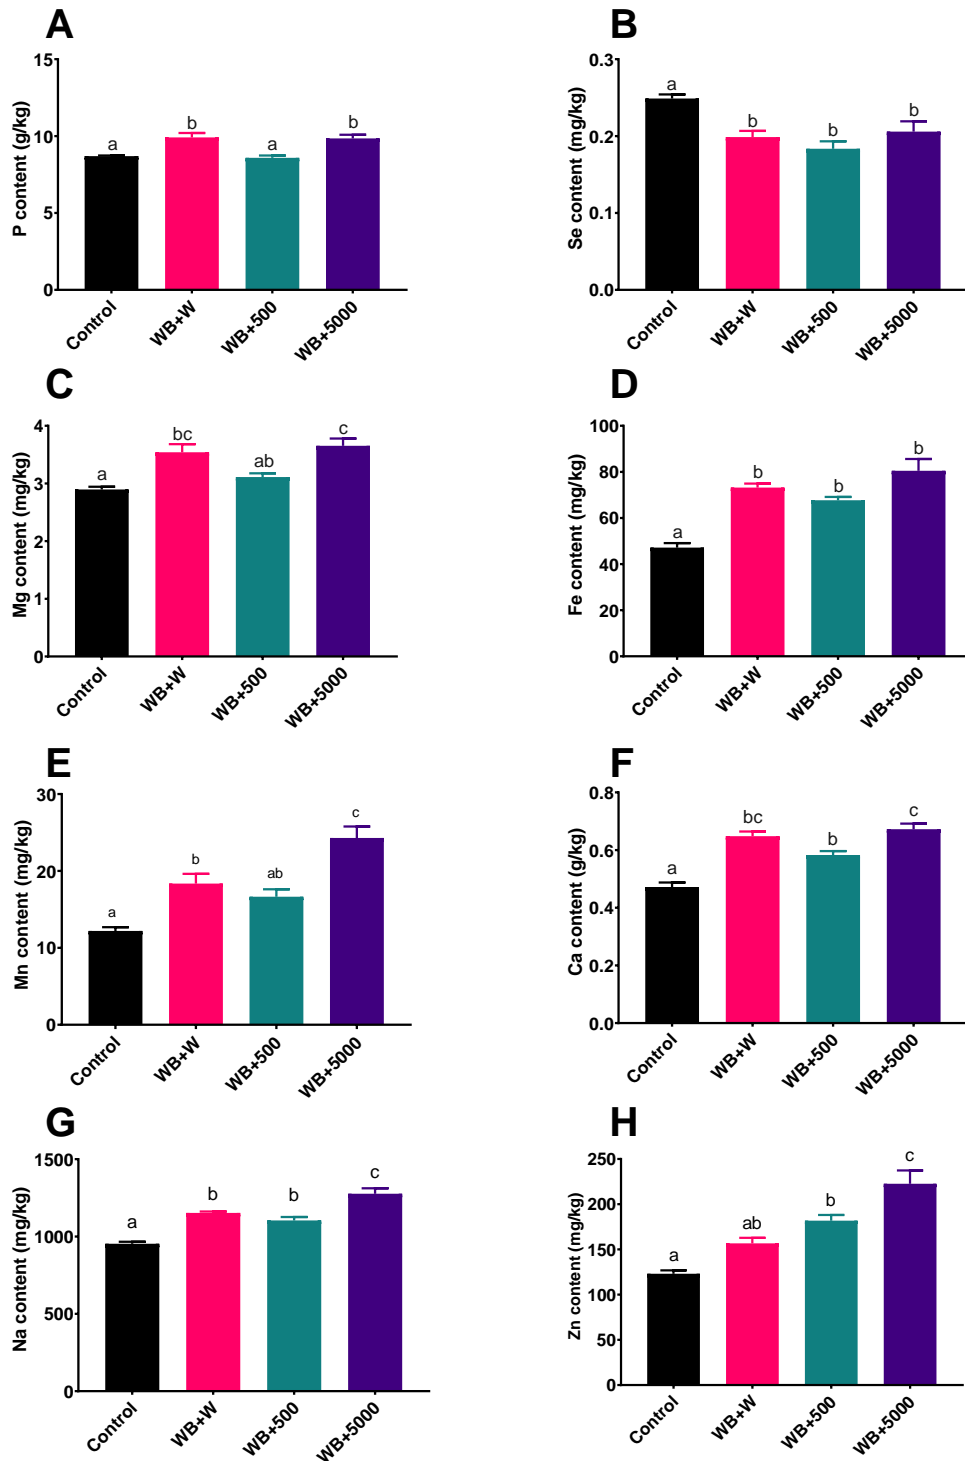 A
P content (g/kg)
15
10
5
0
a
b
a
b
Control
WB+W
WB+500
WB+5000
B
Se content (mg/kg)
0.3
0.2
0.1
0.0
a
b
b
b
Control
WB+W
WB+500
WB+5000
C
Mg content (mg/kg)
4
3
2
1
0
a
bc
ab
c
Control
WB+W
WB+500
WB+5000
D
Fe content (mg/kg)
100
80
60
40
20
0
a
b
b
b
Control
WB+W
WB+500
WB+5000
E
Mn content (mg/kg)
30
20
10
0
a
b
ab
c
Control
WB+W
WB+500
WB+5000
F
Ca content (g/kg)
0.8
0.6
0.4
0.2
0.0
a
bc
b
c
Control
WB+W
WB+500
WB+5000
G
Na content (mg/kg)
1500
1000
500
0
a
b
b
c
Control
WB+W
WB+500
WB+5000
H
Zn content (mg/kg)
250
200
150
100
50
0
a
ab
b
c
Control
WB+W
WB+500
WB+5000